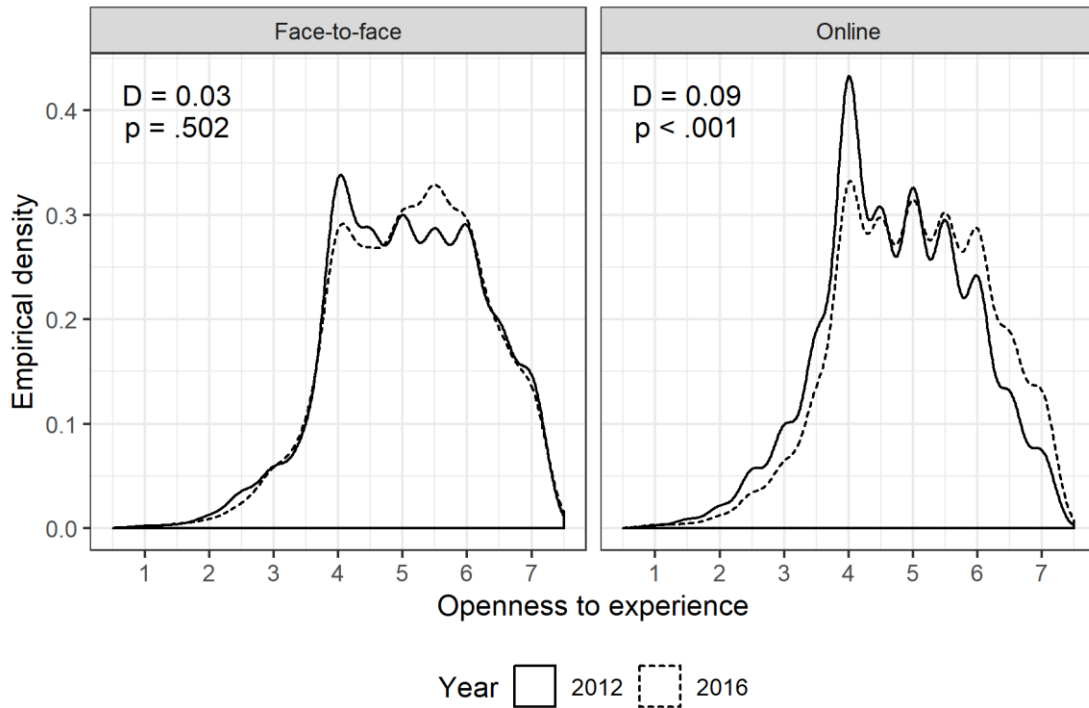 Face-to-face
Online
D = 0.03
p = .502
D = 0.09
p < .001
Empirical density
0.4
0.3
0.2
0.1
0.0
1 2 3 4 5 6 7
1 2 3 4 5 6 7
Openness to experience
Year 2012 2016